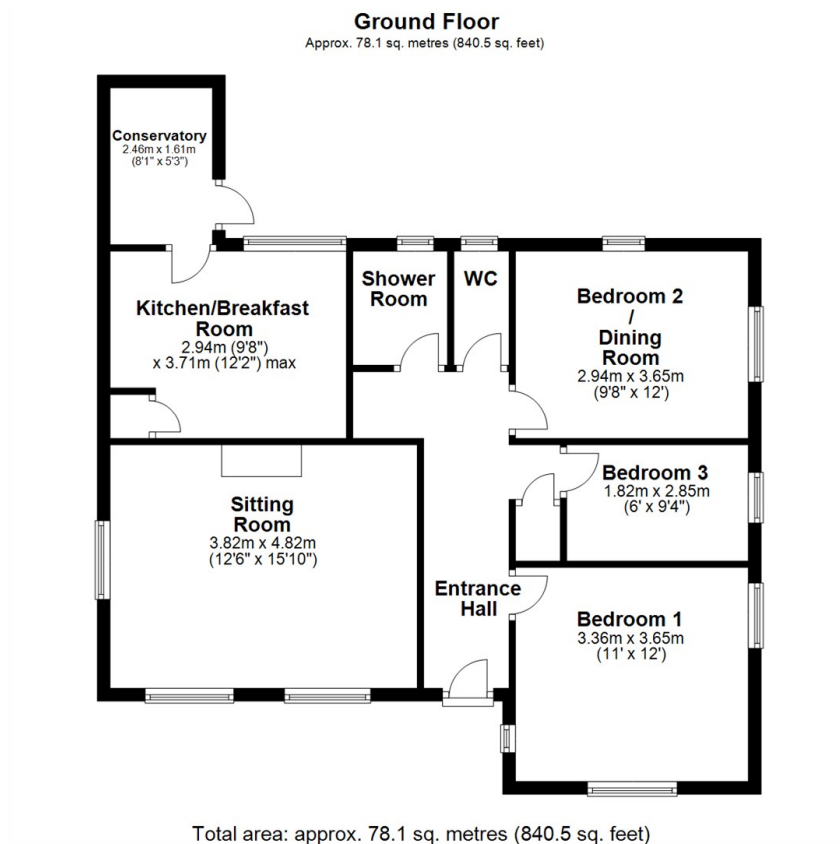 Ground Floor
Approx. 78.1 sq. metres (840.5 sq. feet)
Conservatory
2.46m x 1.61m
(8'1" x 5'3")
Kitchen/Breakfast
Room
2.94m (9'8")
x 3.71m (12'2") max
Shower
Room
WC
Bedroom 2
/
Dining
Room
2.94m x 3.65m
(9'8" x 12')
Sitting
Room
3.82m x 4.82m
(12'6" x 15'10")
Bedroom 3
1.82m x 2.85m
(6' x 9'4")
Entrance
Hall
Bedroom 1
3.36m x 3.65m
(11' x 12')
Total area: approx. 78.1 sq. metres (840.5 sq. feet)